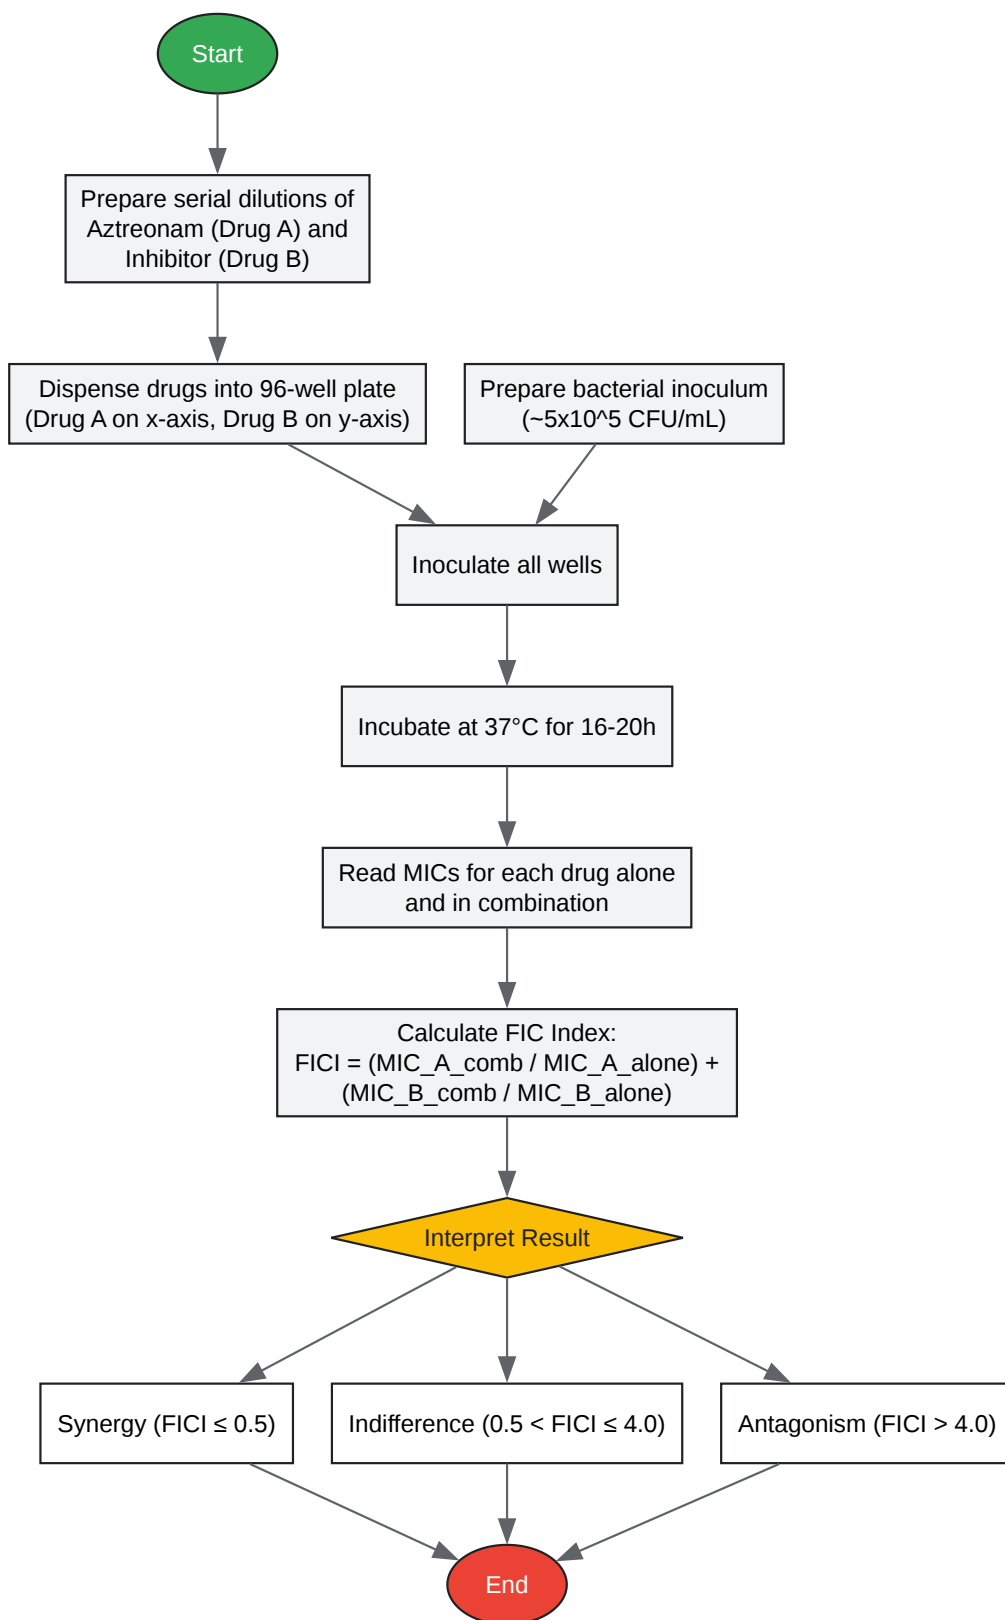 Start
Prepare serial dilutions of
Aztreonam (Drug A) and
Inhibitor (Drug B)
Dispense drugs into 96-well plate
(Drug A on x-axis, Drug B on y-axis)
Prepare bacterial inoculum
(~5x10^5 CFU/mL)
Inoculate all wells
Incubate at 37°C for 16-20h
Read MICs for each drug alone
and in combination
Calculate FIC Index:
FICI = (MIC_A_comb / MIC_A_alone) +
(MIC_B_comb / MIC_B_alone)
Interpret Result
Synergy (FICI ≤ 0.5)
Indifference (0.5 < FICI ≤ 4.0)
Antagonism (FICI > 4.0)
End